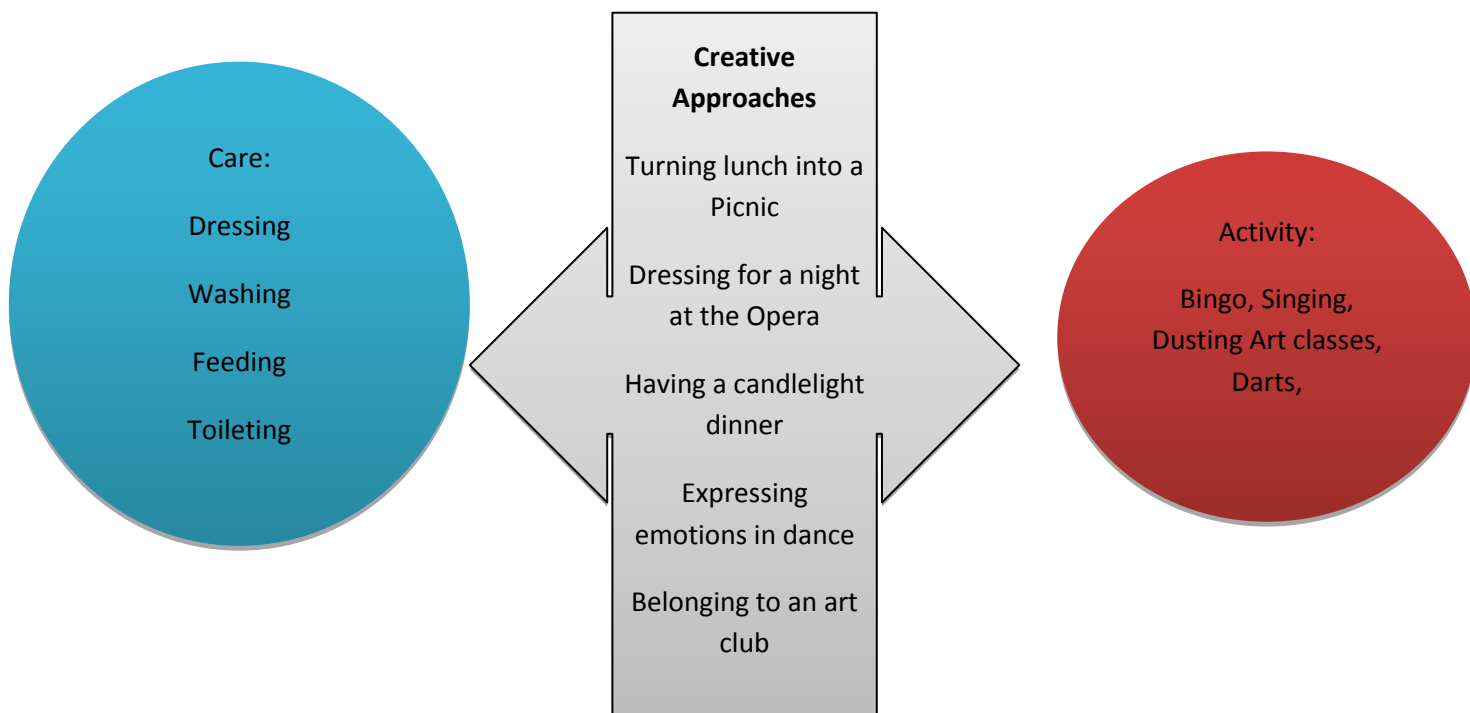 Care:
Dressing
Washing
Feeding
Toileting
Creative
Approaches
Turning lunch into a
Picnic
Dressing for a night
at the Opera
Having a candlelight
dinner
Expressing
emotions in dance
Belonging to an art
club
Activity:
Bingo, Singing,
Dusting Art classes,
Darts,